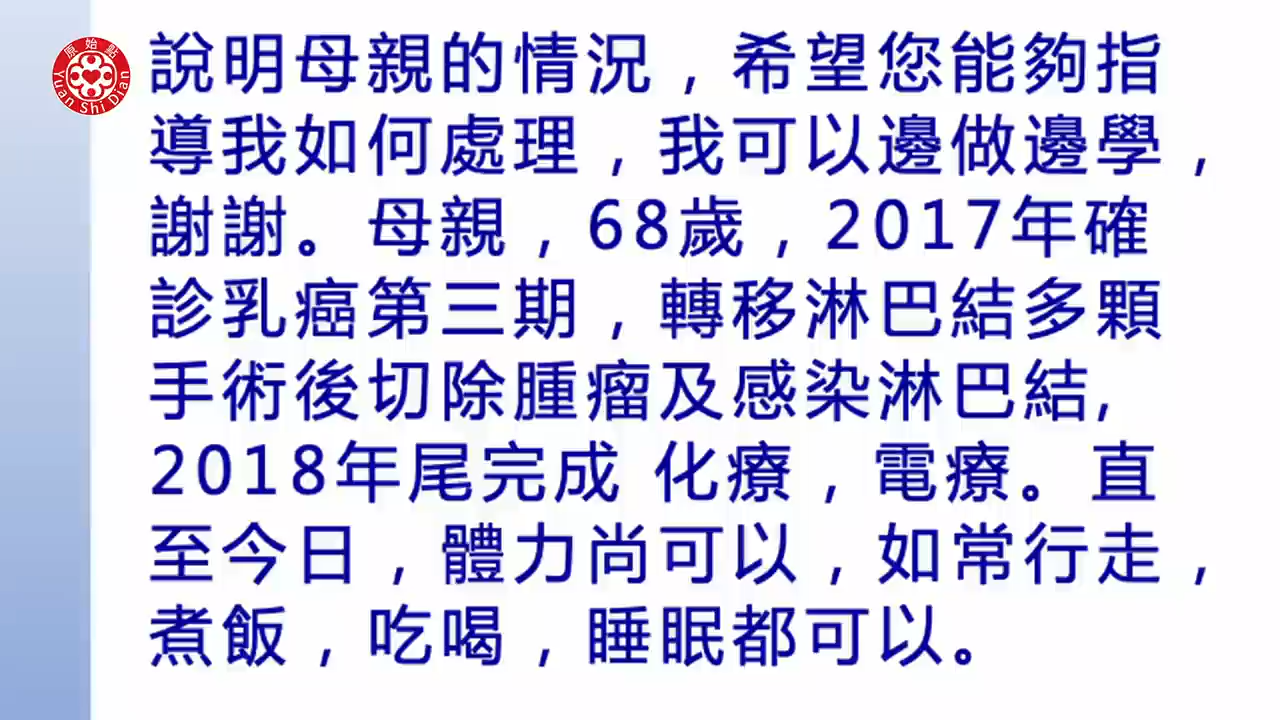 原始點
Yuan Shi Dian
說明母親的情況，希望您能夠指
導我如何處理，我可以邊做邊學，
謝謝。母親，68歲，2017年確
診乳癌第三期，轉移淋巴結多顆
手術後切除腫瘤及感染淋巴結,
2018年尾完成 化療，電療。直
至今日，體力尚可以，如常行走，
煮飯，吃喝，睡眠都可以。